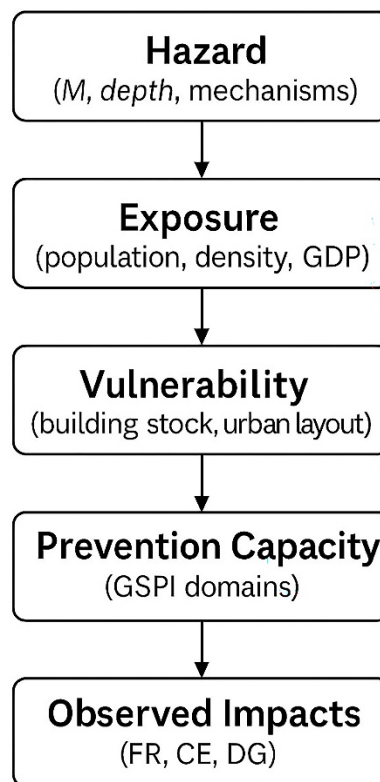 Hazard
(M, depth, mechanisms)
Exposure
(population, density, GDP)
Vulnerability
(building stock, urban layout)
Prevention Capacity
(GSPI domains)
Observed Impacts
(FR, CE, DG)